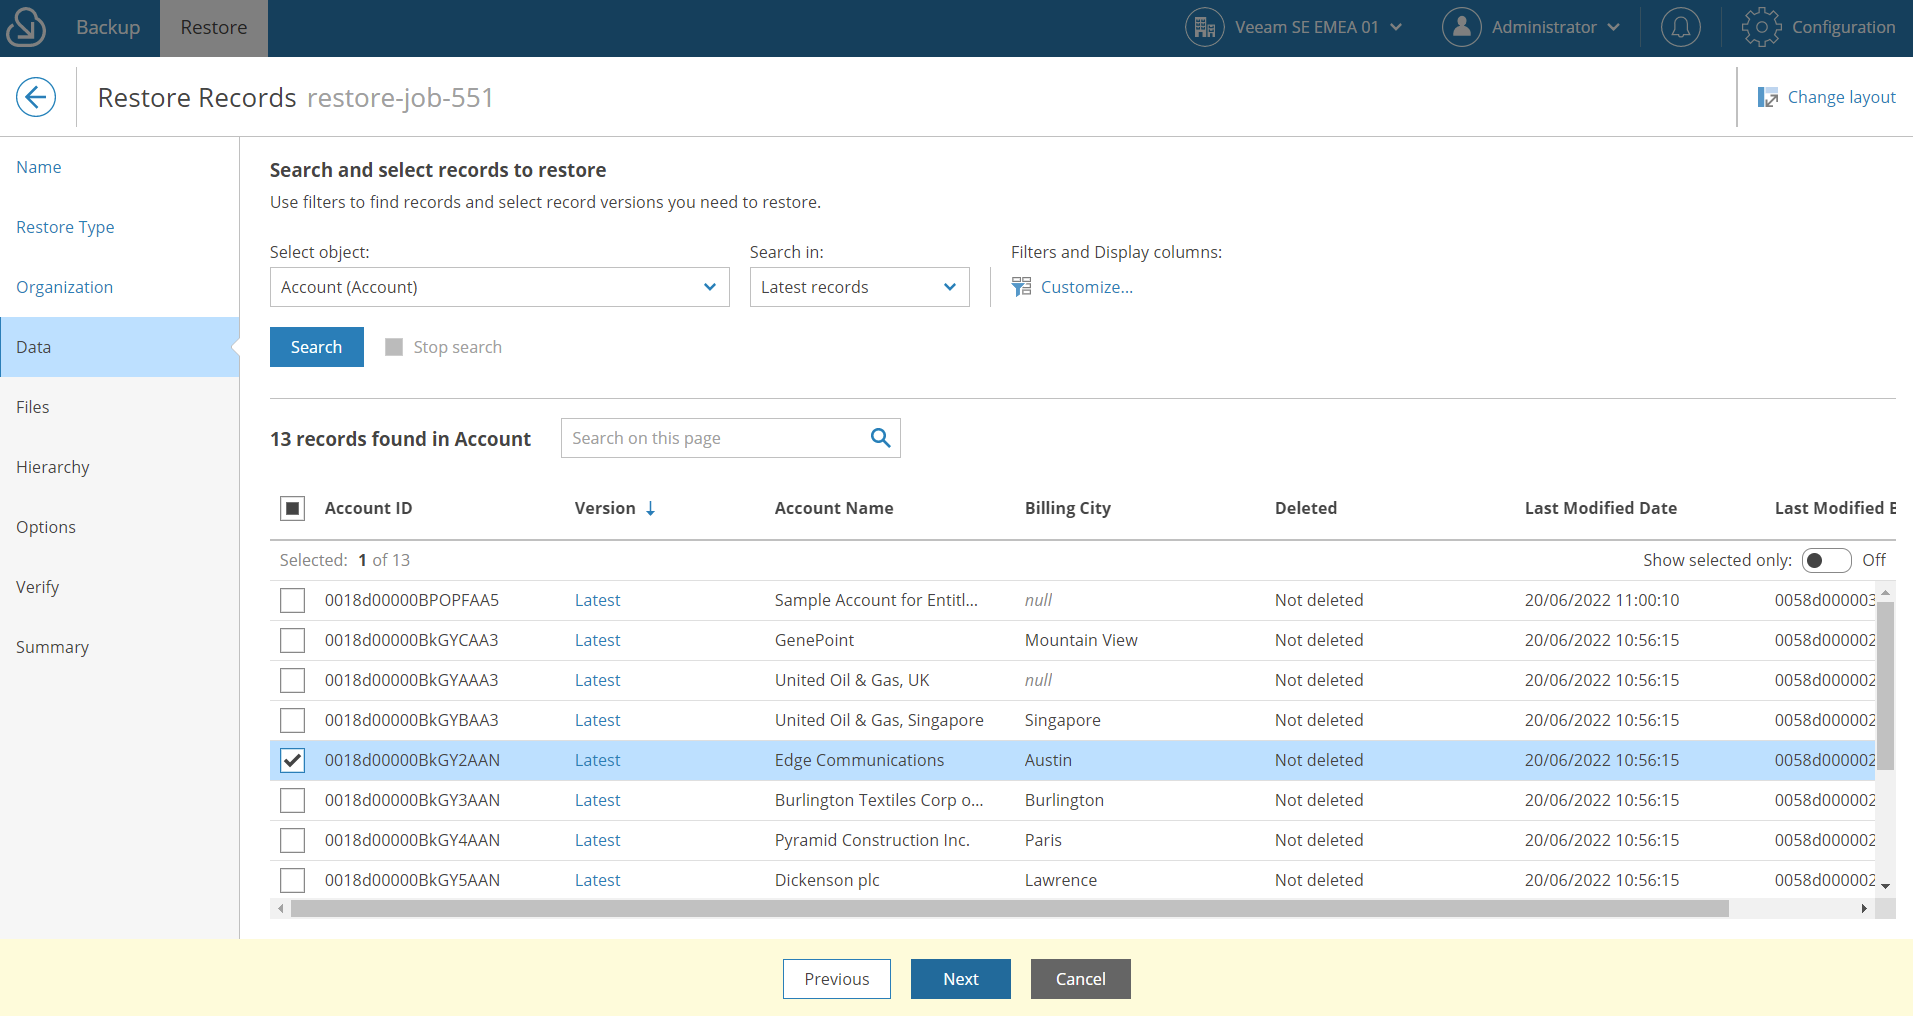 Backup Restore Veeam SE EMEA 01 Administrator Configuration
Restore Records restore-job-551 Change layout
Name
Restore Type
Organization
Data
Files
Hierarchy
Options
Verify
Summary
Search and select records to restore
Use filters to find records and select record versions you need to restore.
Select object: Search in: Filters and Display columns:
Account (Account) Latest records Customize...
Search Stop search
13 records found in Account Search on this page
Account ID Version Account Name Billing City Deleted Last Modified Date Last Modified B
Selected: 1 of 13 Show selected only: Off
0018d00000BPOPFAA5 Latest Sample Account for Entitl... null Not deleted 20/06/2022 11:00:10 0058d000003
0018d00000BkGYCAA3 Latest GenePoint Mountain View Not deleted 20/06/2022 10:56:15 0058d000002
0018d00000BkGYAAA3 Latest United Oil & Gas, UK null Not deleted 20/06/2022 10:56:15 0058d000002
0018d00000BkGYBAA3 Latest United Oil & Gas, Singapore Singapore Not deleted 20/06/2022 10:56:15 0058d000002
0018d00000BkGY2AAN Latest Edge Communications Austin Not deleted 20/06/2022 10:56:15 0058d000002
0018d00000BkGY3AAN Latest Burlington Textiles Corp o... Burlington Not deleted 20/06/2022 10:56:15 0058d000002
0018d00000BkGY4AAN Latest Pyramid Construction Inc. Paris Not deleted 20/06/2022 10:56:15 0058d000002
0018d00000BkGY5AAN Latest Dickenson plc Lawrence Not deleted 20/06/2022 10:56:15 0058d000002
Previous Next Cancel